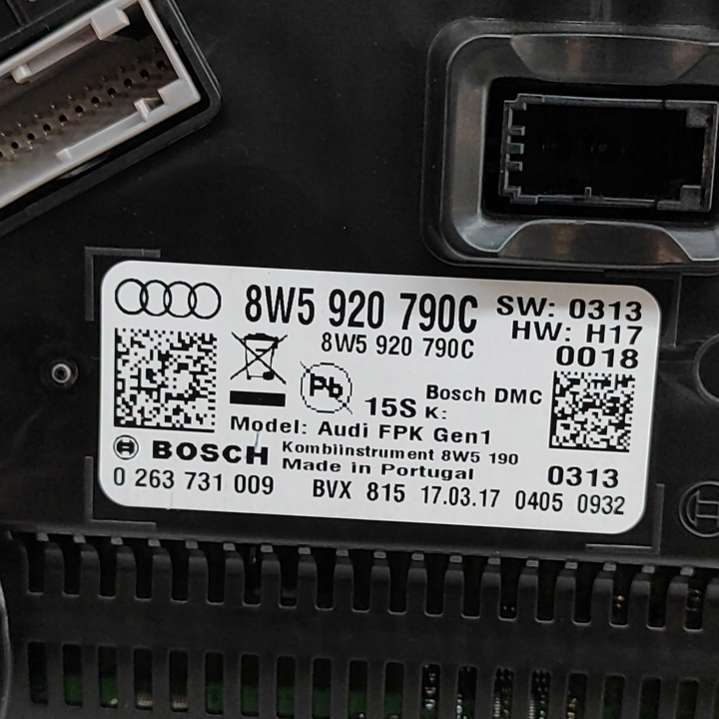 8W5 920 790C SW: 0313
8W5 920 790C HW: H17
0018
Pb 15S K: Bosch DMC
Model: Audi FPK Gen1
BOSCH Kombiinstrument 8W5 190
Made in Portugal 0313
0 263 731 009 BVX 815 17.03.17 0405 0932